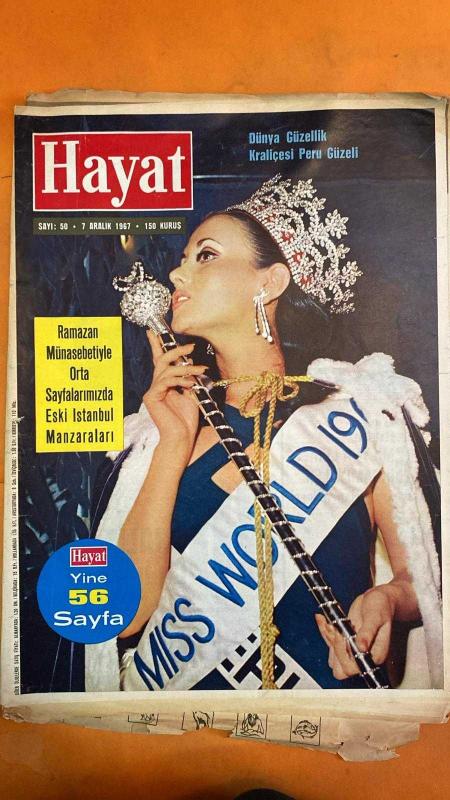 Hayat
SAYI: 50 • 7 ARALIK 1967 • 150 KURUŞ
Dünya Güzellik
Kraliçesi Peru Güzeli
Ramazan
Münasebetiyle
Orta
Sayfalarımızda
Eski Istanbul
Manzaraları
Hayat
Yine
56
Sayfa
MISS WORLD 19